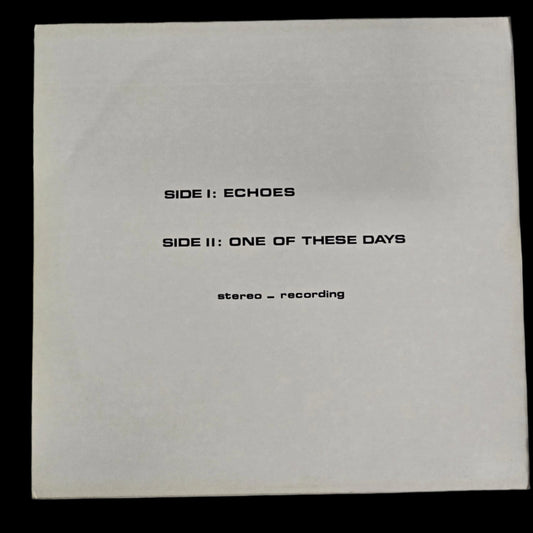 SIDE I: ECHOES
SIDE II: ONE OF THESE DAYS
stereo – recording